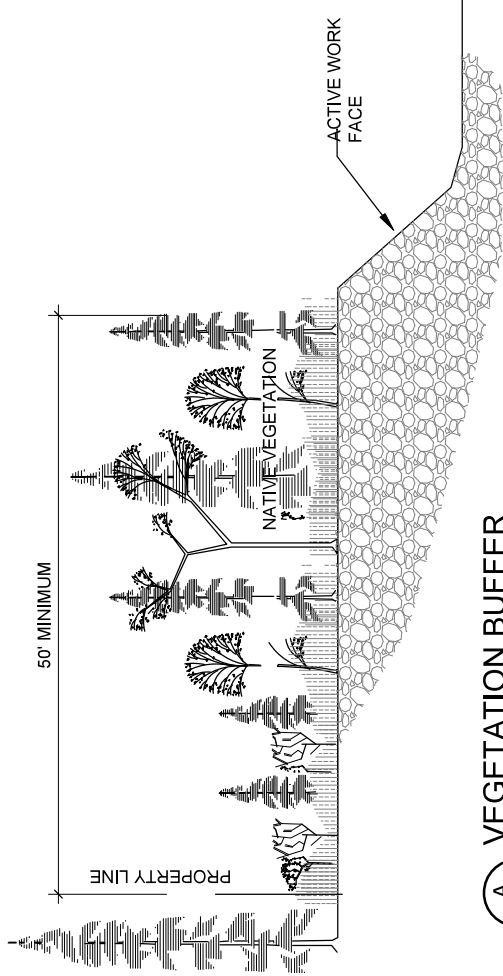 50' MINIMUM
PROPERTY LINE
NATIVE VEGETATION
ACTIVE WORK
FACE
A VEGETATION BUFFER